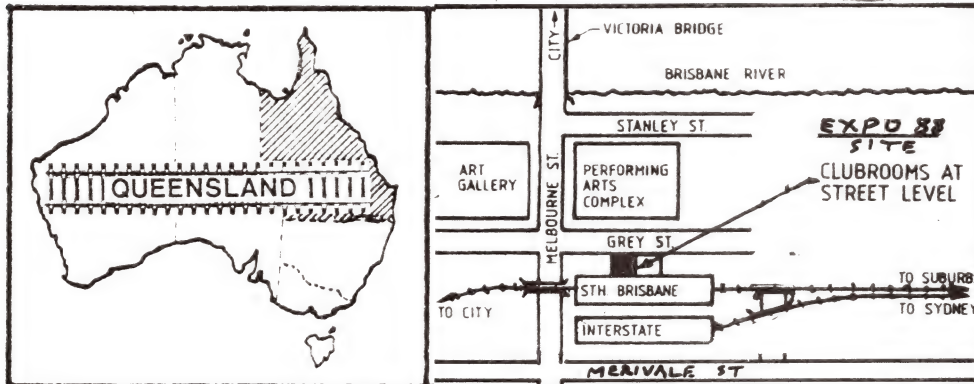 QUEENSLAND
CITY
VICTORIA BRIDGE
BRISBANE RIVER
STANLEY ST.
EXPO 88
SITE
ART
GALLERY
MELBOURNE ST.
PERFORMING
ARTS
COMPLEX
CLUBROOMS AT
STREET LEVEL
GREY ST.
TO CITY
STH BRISBANE
TO SUBURB
TO SYDNEY
INTERSTATE
MERIVALE ST